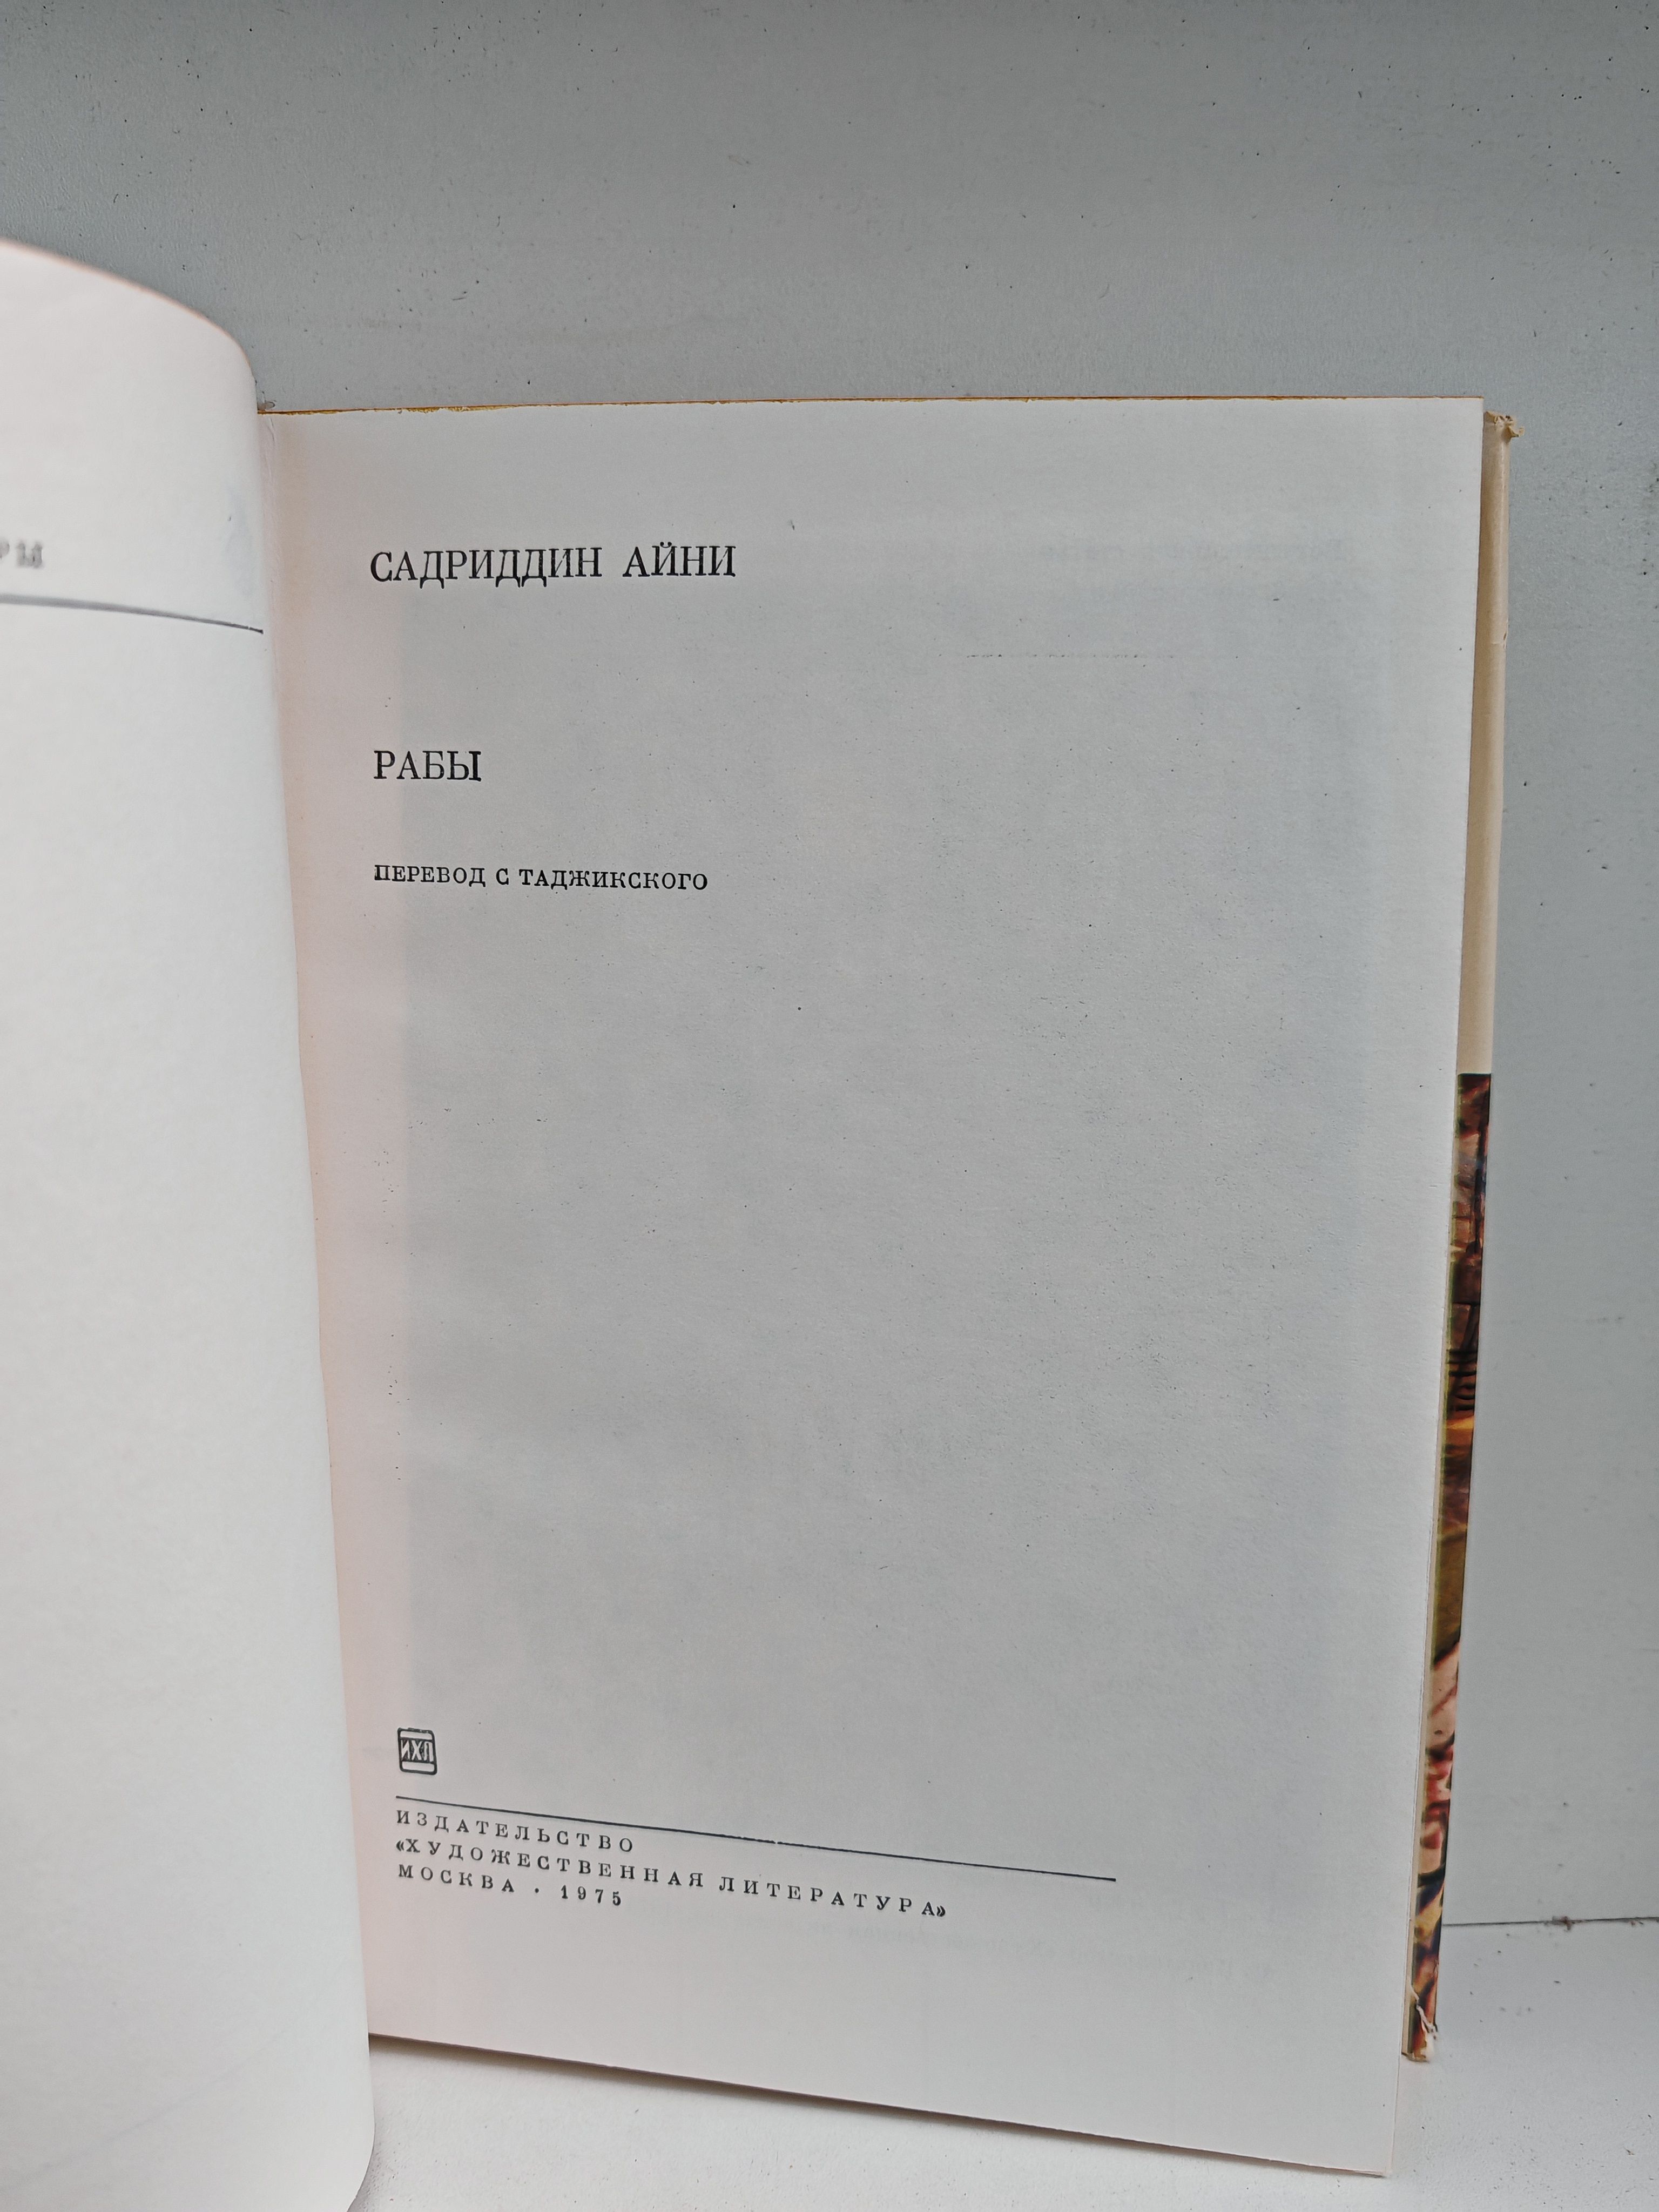 САДРИДДИН АЙНИ
РАБЫ
ПЕРЕВОД С ТАДЖИКСКОГО
ИХЛ
ИЗДАТЕЛЬСТВО
«ХУДОЖЕСТВЕННАЯ ЛИТЕРАТУРА»
МОСКВА · 1975